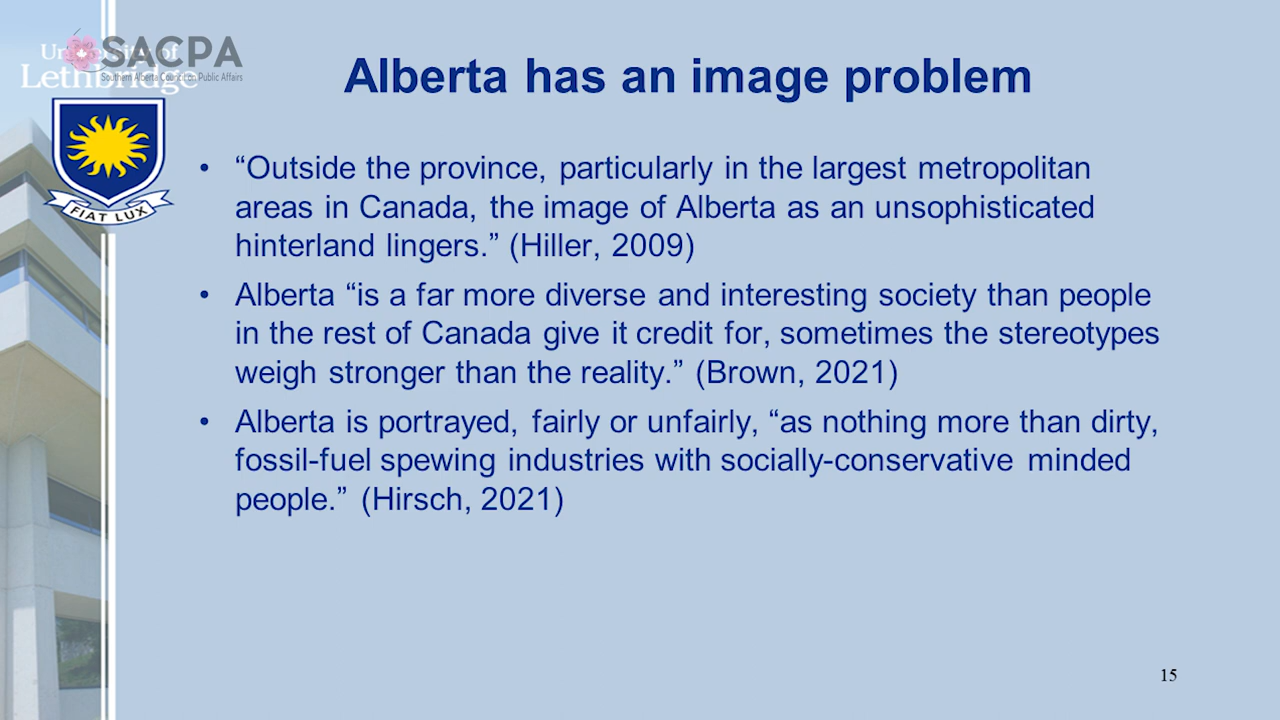 University of
Lethbridge
SACPA
Southern Alberta Council on Public Affairs
FIAT LUX
Alberta has an image problem
• “Outside the province, particularly in the largest metropolitan
areas in Canada, the image of Alberta as an unsophisticated
hinterland lingers.” (Hiller, 2009)
• Alberta “is a far more diverse and interesting society than people
in the rest of Canada give it credit for, sometimes the stereotypes
weigh stronger than the reality.” (Brown, 2021)
• Alberta is portrayed, fairly or unfairly, “as nothing more than dirty,
fossil-fuel spewing industries with socially-conservative minded
people.” (Hirsch, 2021)
15